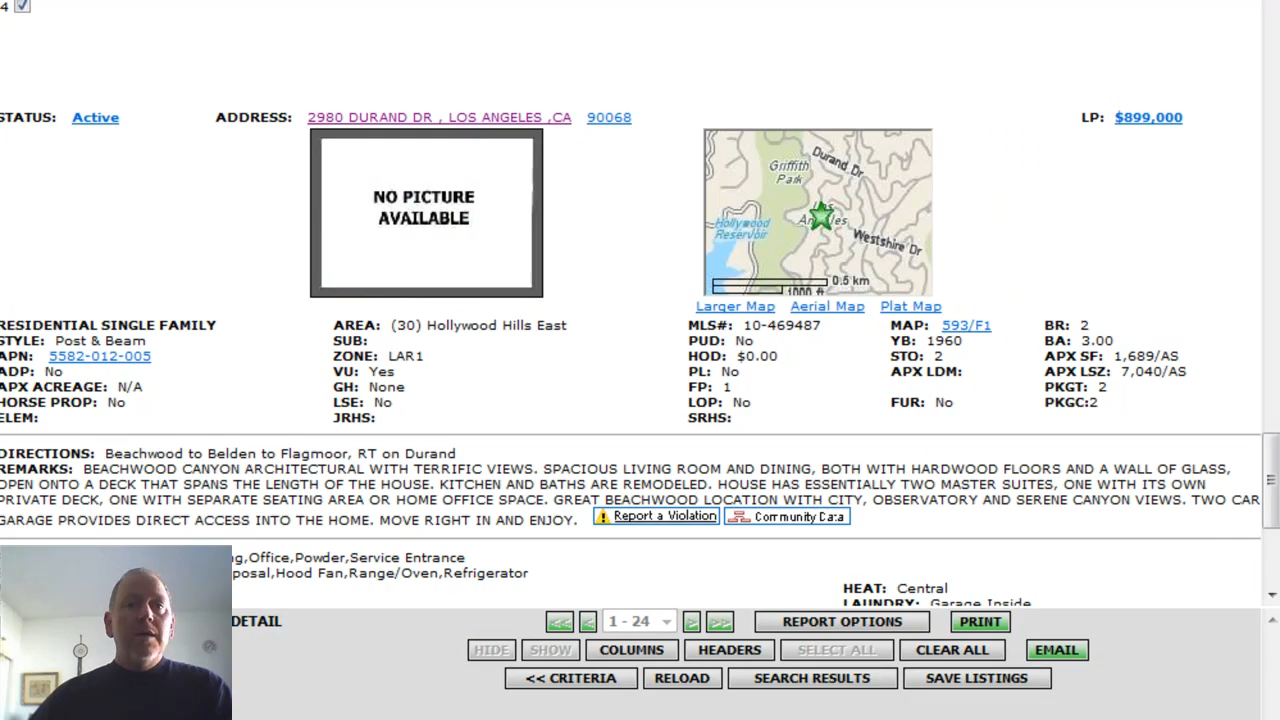 4
STATUS: Active ADDRESS: 2980 DURAND DR , LOS ANGELES ,CA 90068 LP: $899,000
NO PICTURE
AVAILABLE
Durand Dr
Griffith
Park
Los
Angeles
Hollywood
Reservoir
Westshire Dr
0.5 km
1000 ft
Larger Map Aerial Map Plat Map
RESIDENTIAL SINGLE FAMILY AREA: (30) Hollywood Hills East MLS#: 10-469487 MAP: 593/F1 BR: 2
STYLE: Post & Beam SUB: PUD: No YB: 1960 BA: 3.00
APN: 5582-012-005 ZONE: LAR1 HOD: $0.00 STO: 2 APX SF: 1,689/AS
ADP: No VU: Yes PL: No APX LDM: APX LSZ: 7,040/AS
APX ACREAGE: N/A GH: None FP: 1 PKGT: 2
HORSE PROP: No LSE: No LOP: No FUR: No PKGC:2
ELEM: JRHS: SRHS:
DIRECTIONS: Beachwood to Belden to Flagmoor, RT on Durand
REMARKS: BEACHWOOD CANYON ARCHITECTURAL WITH TERRIFIC VIEWS. SPACIOUS LIVING ROOM AND DINING, BOTH WITH HARDWOOD FLOORS AND A WALL OF GLASS,
OPEN ONTO A DECK THAT SPANS THE LENGTH OF THE HOUSE. KITCHEN AND BATHS ARE REMODELED. HOUSE HAS ESSENTIALLY TWO MASTER SUITES, ONE WITH ITS OWN
PRIVATE DECK, ONE WITH SEPARATE SEATING AREA OR HOME OFFICE SPACE. GREAT BEACHWOOD LOCATION WITH CITY, OBSERVATORY AND SERENE CANYON VIEWS. TWO CAR
GARAGE PROVIDES DIRECT ACCESS INTO THE HOME. MOVE RIGHT IN AND ENJOY. Report a Violation Community Data
ng,Office,Powder,Service Entrance
posal,Hood Fan,Range/Oven,Refrigerator
HEAT: Central
LAUNDRY: Garage Inside
DETAIL << < 1 - 24 > >> REPORT OPTIONS PRINT
HIDE SHOW COLUMNS HEADERS SELECT ALL CLEAR ALL EMAIL
<< CRITERIA RELOAD SEARCH RESULTS SAVE LISTINGS